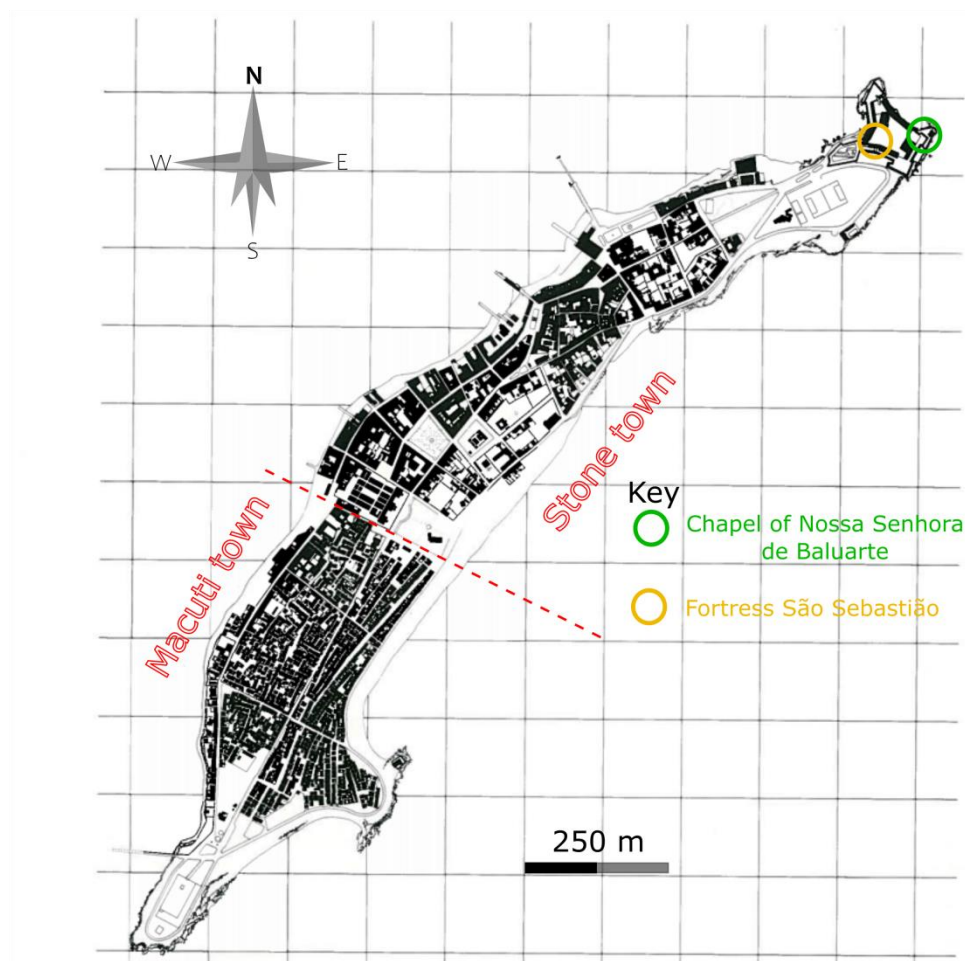 N
W
E
S
Stone town
Macuti town
Key
Chapel of Nossa Senhora
de Baluarte
Fortress São Sebastião
250 m